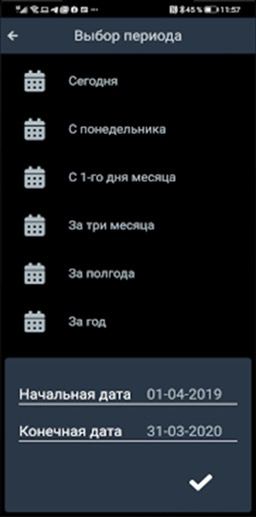 45 % 11:57
Выбор периода
Сегодня
С понедельника
С 1-го дня месяца
За три месяца
За полгода
За год
Начальная дата 01-04-2019
Конечная дата 31-03-2020